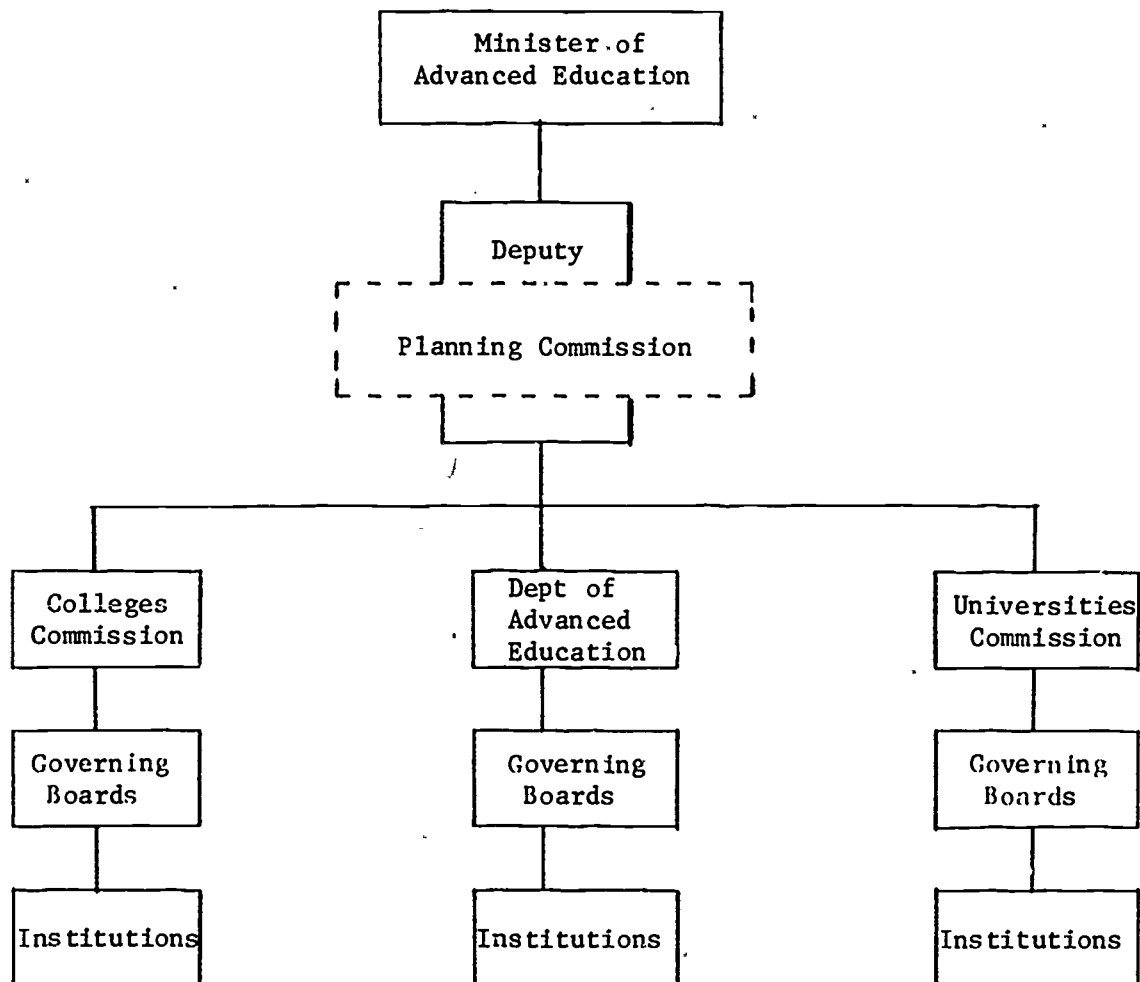 Minister of
Advanced Education
Deputy
Planning Commission
Colleges
Commission
Dept of
Advanced
Education
Universities
Commission
Governing
Boards
Governing
Boards
Governing
Boards
Institutions
Institutions
Institutions